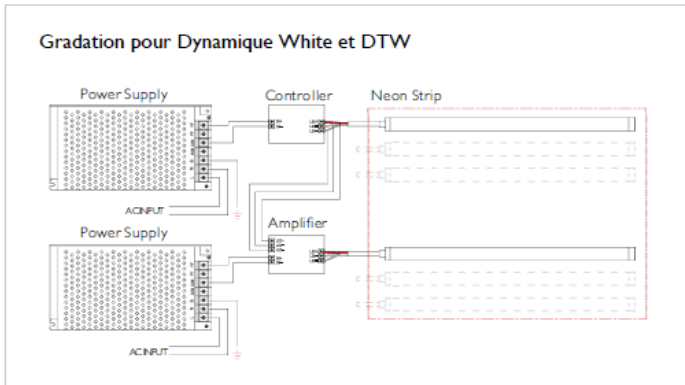 Gradation pour Dynamique White et DTW
Power Supply
Controller
Neon Strip
AC INPUT
Power Supply
Amplifier
AC INPUT